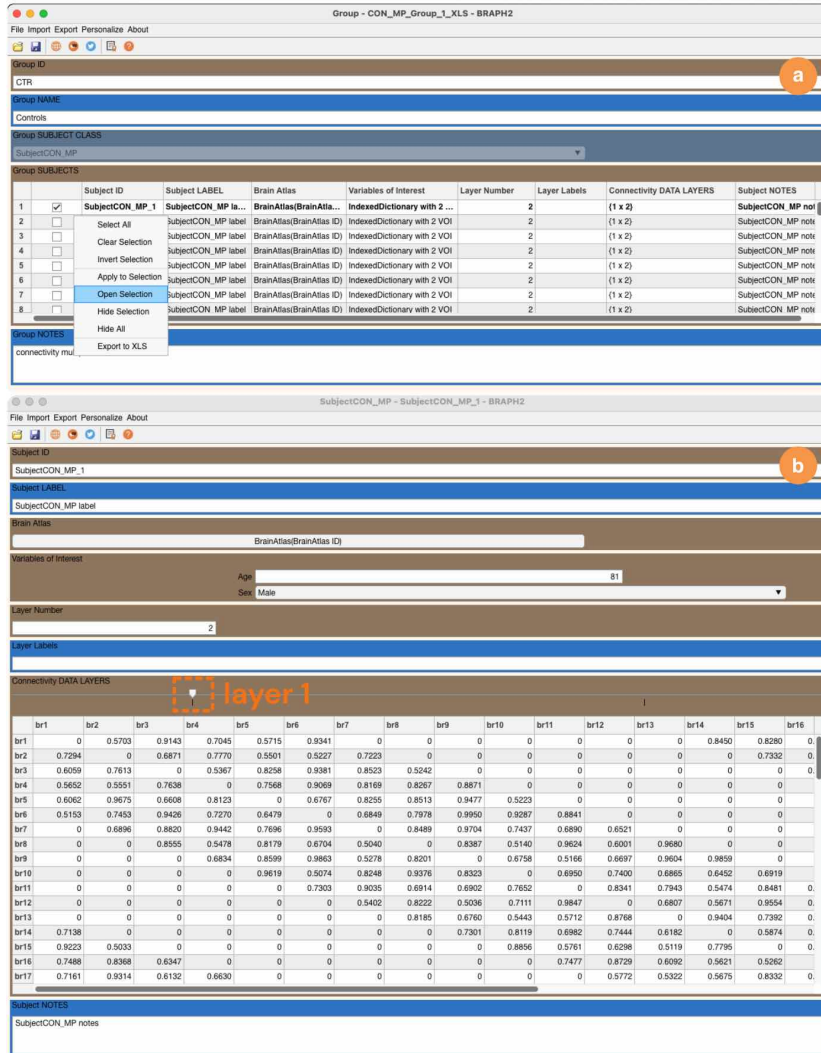 Group - CON_MP_Group_1_XLS - BRAPH2
File Import Export Personalize About
Group ID
a
CTR
Group NAME
Controls
Group SUBJECT CLASS
SubjectCON_MP
Group SUBJECTS
Subject ID Subject LABEL Brain Atlas Variables of Interest Layer Number Layer Labels Connectivity DATA LAYERS Subject NOTES
1 SubjectCON_MP_1 SubjectCON_MP la... BrainAtlas(BrainAtla... IndexedDictionary with 2 ... 2 {1 x 2} SubjectCON_MP not
2 SubjectCON_MP label BrainAtlas(BrainAtlas ID) IndexedDictionary with 2 VOI 2 {1 x 2} SubjectCON_MP note
3 SubjectCON_MP label BrainAtlas(BrainAtlas ID) IndexedDictionary with 2 VOI 2 {1 x 2} SubjectCON_MP note
4 SubjectCON_MP label BrainAtlas(BrainAtlas ID) IndexedDictionary with 2 VOI 2 {1 x 2} SubjectCON_MP note
5 SubjectCON_MP label BrainAtlas(BrainAtlas ID) IndexedDictionary with 2 VOI 2 {1 x 2} SubjectCON_MP note
6 SubjectCON_MP label BrainAtlas(BrainAtlas ID) IndexedDictionary with 2 VOI 2 {1 x 2} SubjectCON_MP note
7 SubjectCON_MP label BrainAtlas(BrainAtlas ID) IndexedDictionary with 2 VOI 2 {1 x 2} SubjectCON_MP note
8 SubjectCON_MP label BrainAtlas(BrainAtlas ID) IndexedDictionary with 2 VOI 2 {1 x 2} SubjectCON_MP note
Select All
Clear Selection
Invert Selection
Apply to Selection
Open Selection
Hide Selection
Hide All
Export to XLS
Group NOTES
connectivity mul
SubjectCON_MP - SubjectCON_MP_1 - BRAPH2
File Import Export Personalize About
Subject ID
b
SubjectCON_MP_1
Subject LABEL
SubjectCON_MP label
Brain Atlas
BrainAtlas(BrainAtlas ID)
Variables of Interest
Age 81
Sex Male
Layer Number
2
Layer Labels
Connectivity DATA LAYERS
layer 1
br1 br2 br3 br4 br5 br6 br7 br8 br9 br10 br11 br12 br13 br14 br15 br16
br1 0 0.5703 0.9143 0.7045 0.5715 0.9341 0 0 0 0 0 0 0 0.8450 0.8280 0.
br2 0.7294 0 0.6871 0.7770 0.5501 0.5227 0.7223 0 0 0 0 0 0 0 0.7332 0.
br3 0.6059 0.7613 0 0.5367 0.8258 0.9381 0.8523 0.5242 0 0 0 0 0 0 0 0.
br4 0.5652 0.5551 0.7638 0 0.7568 0.9069 0.8169 0.8267 0.8871 0 0 0 0 0 0
br5 0.6062 0.9675 0.6608 0.8123 0 0.6767 0.8255 0.8513 0.9477 0.5223 0 0 0 0 0
br6 0.5153 0.7453 0.9426 0.7270 0.6479 0 0.6849 0.7978 0.9950 0.9287 0.8841 0 0 0 0
br7 0 0.6896 0.8820 0.9442 0.7696 0.9593 0 0.8489 0.9704 0.7437 0.6890 0.6521 0 0 0
br8 0 0 0.8555 0.5478 0.8179 0.6704 0.5040 0 0.8387 0.5140 0.9624 0.6001 0.9680 0 0
br9 0 0 0 0.6834 0.8599 0.9863 0.5278 0.8201 0 0.6758 0.5166 0.6697 0.9604 0.9859 0
br10 0 0 0 0 0.9619 0.5074 0.8248 0.9376 0.8323 0 0.6950 0.7400 0.6865 0.6452 0.6919
br11 0 0 0 0 0 0.7303 0.9035 0.6914 0.6902 0.7652 0 0.8341 0.7943 0.5474 0.8481 0.
br12 0 0 0 0 0 0 0.5402 0.8222 0.5036 0.7111 0.9847 0 0.6807 0.5671 0.9554 0.
br13 0 0 0 0 0 0 0 0.8185 0.6760 0.5443 0.5712 0.8768 0 0.9404 0.7392 0.
br14 0.7138 0 0 0 0 0 0 0 0.7301 0.8119 0.6982 0.7444 0.6182 0 0.5874 0.
br15 0.9223 0.5033 0 0 0 0 0 0 0 0.8856 0.5761 0.6298 0.5119 0.7795 0 0.
br16 0.7488 0.8368 0.6347 0 0 0 0 0 0 0 0.7477 0.8729 0.6092 0.5621 0.5262
br17 0.7161 0.9314 0.6132 0.6630 0 0 0 0 0 0 0 0.5772 0.5322 0.5675 0.8332 0.
Subject NOTES
SubjectCON_MP notes